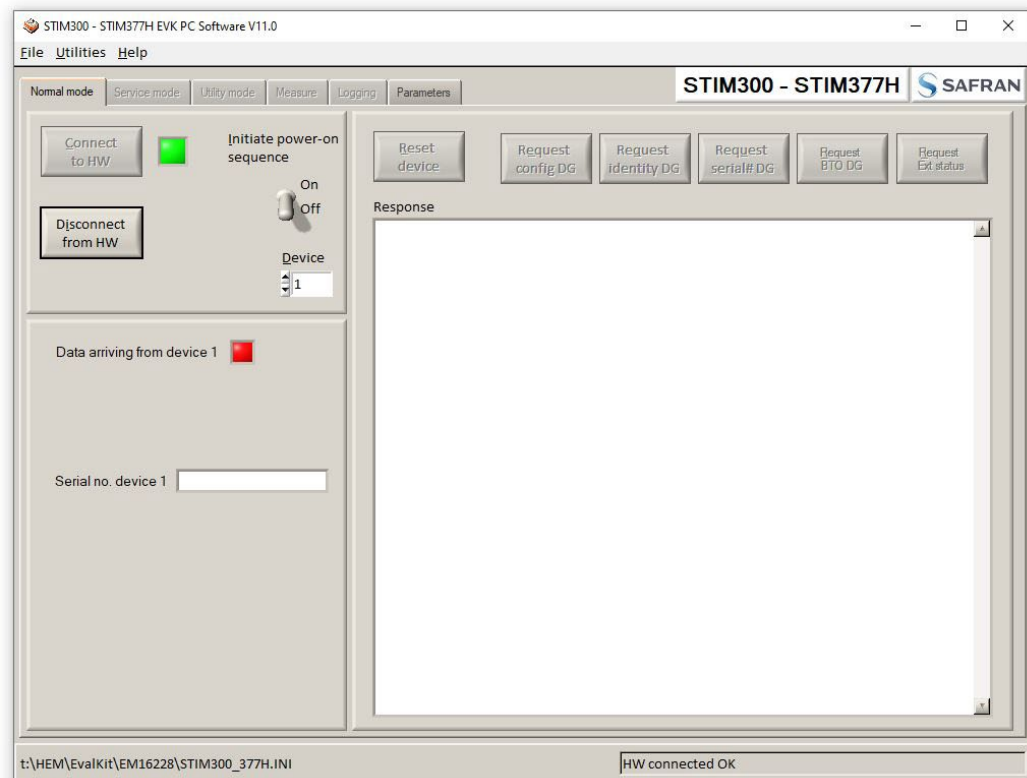 STIM300 - STIM377H EVK PC Software V11.0
File Utilities Help
Normal mode Service mode Utility mode Measure Logging Parameters
STIM300 - STIM377H SAFRAN
Connect
to HW
Initiate power-on
sequence
On
Off
Disconnect
from HW
Device
1
Reset
device
Request
config DG
Request
identity DG
Request
serial# DG
Request
BTO DG
Request
Ext status
Response
Data arriving from device 1
Serial no. device 1
t:\HEM\EvalKit\EM16228\STIM300_377H.INI
HW connected OK